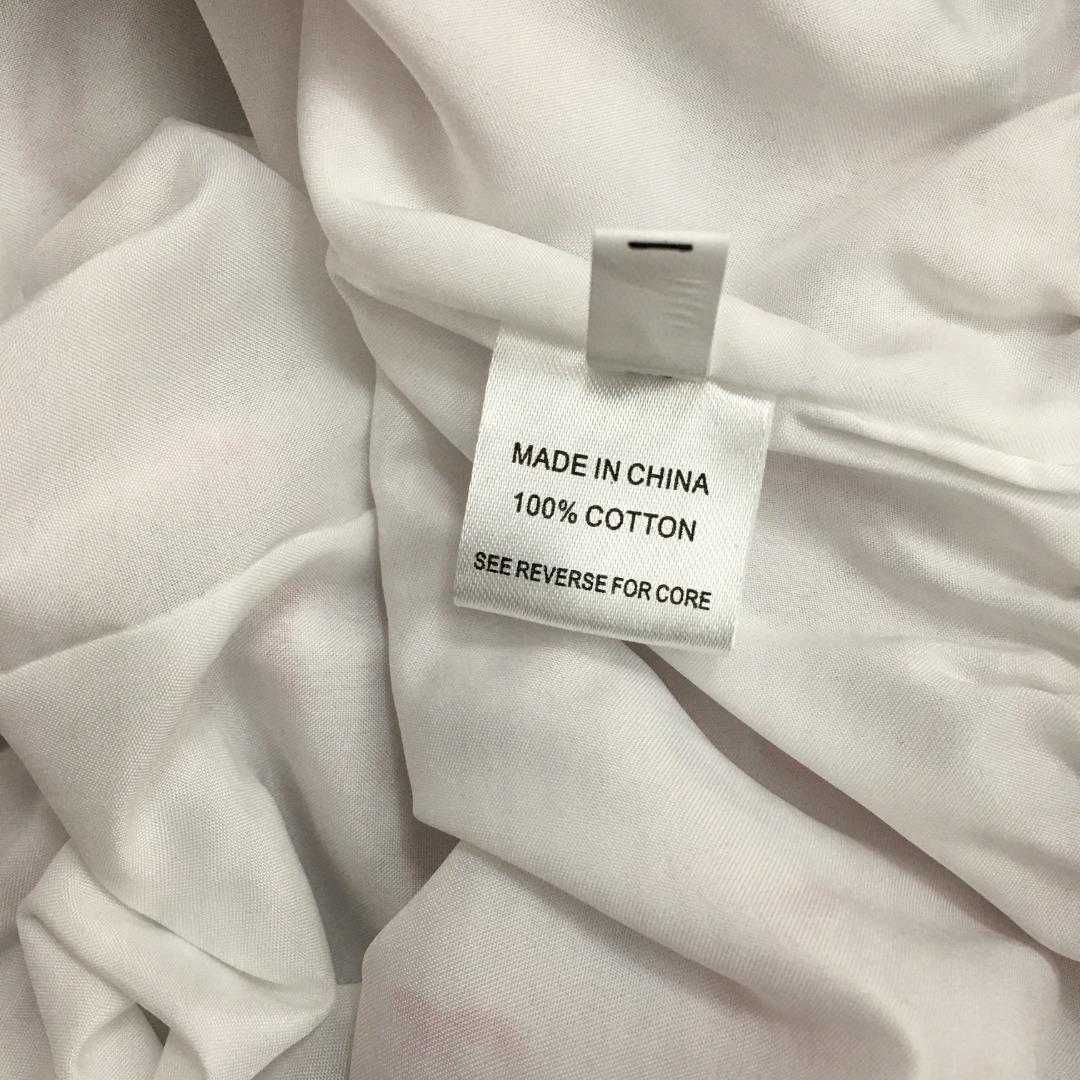 MADE IN CHINA
100% COTTON
SEE REVERSE FOR CORE